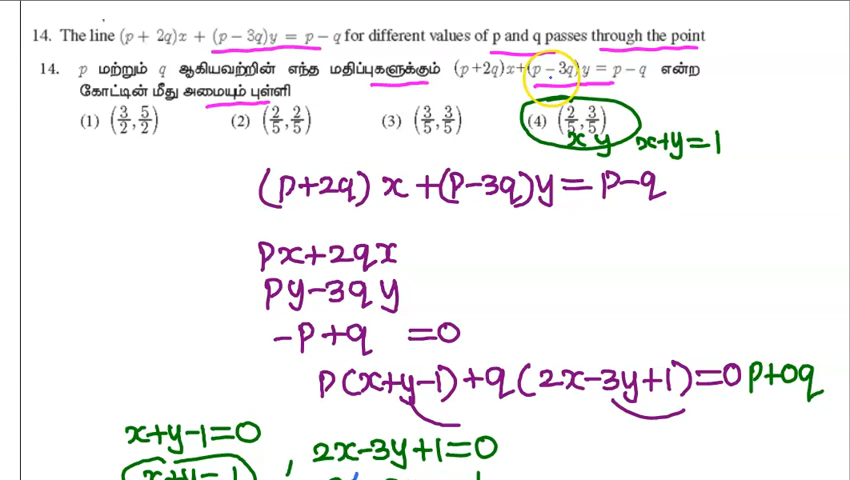 14. The line (p + 2q)x + (p − 3q)y = p − q for different values of p and q passes through the point
14. p மற்றும் q ஆகியவற்றின் எந்த மதிப்புகளுக்கும் (p+2q)x+(p − 3q)y = p − q என்ற
கோட்டின் மீது அமையும் புள்ளி
(1) (3/2, 5/2) (2) (2/5, 2/5) (3) (3/5, 3/5) (4) (2/5, 3/5)
x y x+y=1
(p+2q) x +(p-3q)y = p-q
px+2qx
py-3qy
-p+q =0
p(x+y-1)+q(2x-3y+1)=0p+0q
x+y-1=0
, 2x-3y+1=0
x+y=1